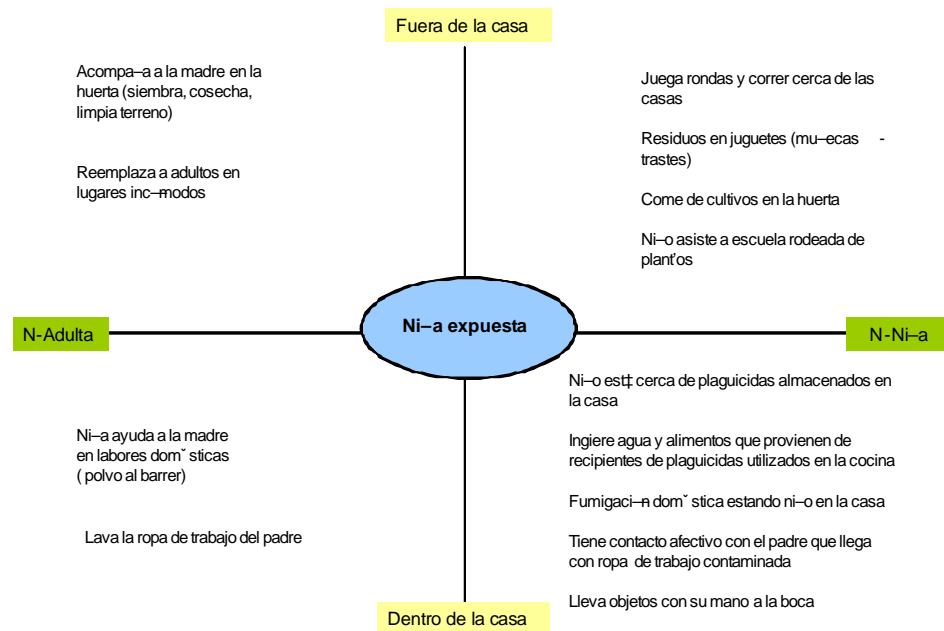 Fuera de la casa
Acompa–a a la madre en la
huerta (siembra, cosecha,
limpia terreno)
Reemplaza a adultos en
lugares inc–modos
Juega rondas y correr cerca de las
casas
Residuos en juguetes (mu–ecas -
trastes)
Come de cultivos en la huerta
Ni–o asiste a escuela rodeada de
plant'os
N-Adulta
Ni–a expuesta
N-Ni–a
Ni–a ayuda a la madre
en labores domˇsticas
( polvo al barrer)
Lava la ropa de trabajo del padre
Ni–o est‡ cerca de plaguicidas almacenados en
la casa
Ingiere agua y alimentos que provienen de
recipientes de plaguicidas utilizados en la cocina
Fumigaci–n domˇstica estando ni–o en la casa
Tiene contacto afectivo con el padre que llega
con ropa de trabajo contaminada
Lleva objetos con su mano a la boca
Dentro de la casa